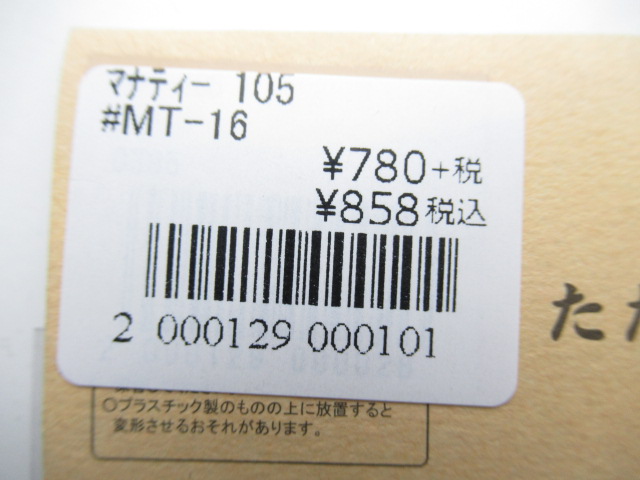 マナティー 105
#MT-16
¥780+税
¥858税込
2 000129 000101
た
○プラスチック製のものの上に放置すると
変形させるおそれがあります。